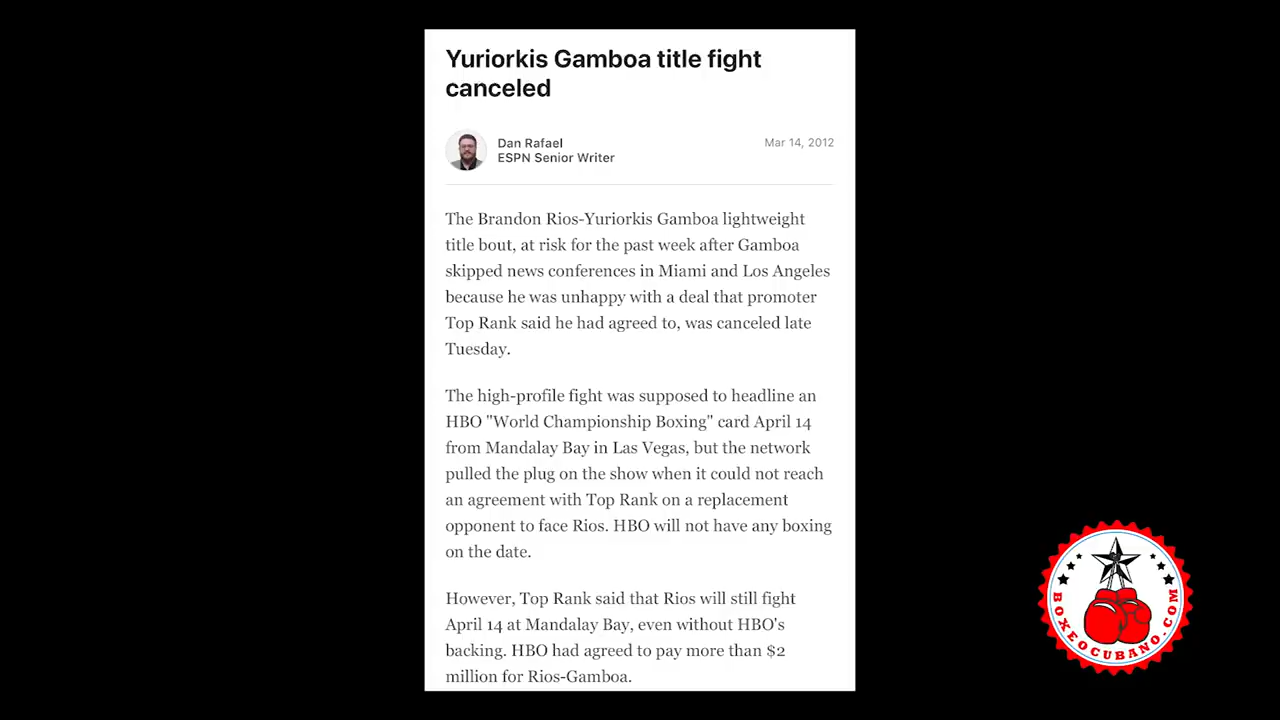 Yuriorkis Gamboa title fight
canceled
Dan Rafael
ESPN Senior Writer
Mar 14, 2012
The Brandon Rios-Yuriorkis Gamboa lightweight
title bout, at risk for the past week after Gamboa
skipped news conferences in Miami and Los Angeles
because he was unhappy with a deal that promoter
Top Rank said he had agreed to, was canceled late
Tuesday.
The high-profile fight was supposed to headline an
HBO "World Championship Boxing" card April 14
from Mandalay Bay in Las Vegas, but the network
pulled the plug on the show when it could not reach
an agreement with Top Rank on a replacement
opponent to face Rios. HBO will not have any boxing
on the date.
However, Top Rank said that Rios will still fight
April 14 at Mandalay Bay, even without HBO's
backing. HBO had agreed to pay more than $2
million for Rios-Gamboa.
BOXEOCUBANO.COM